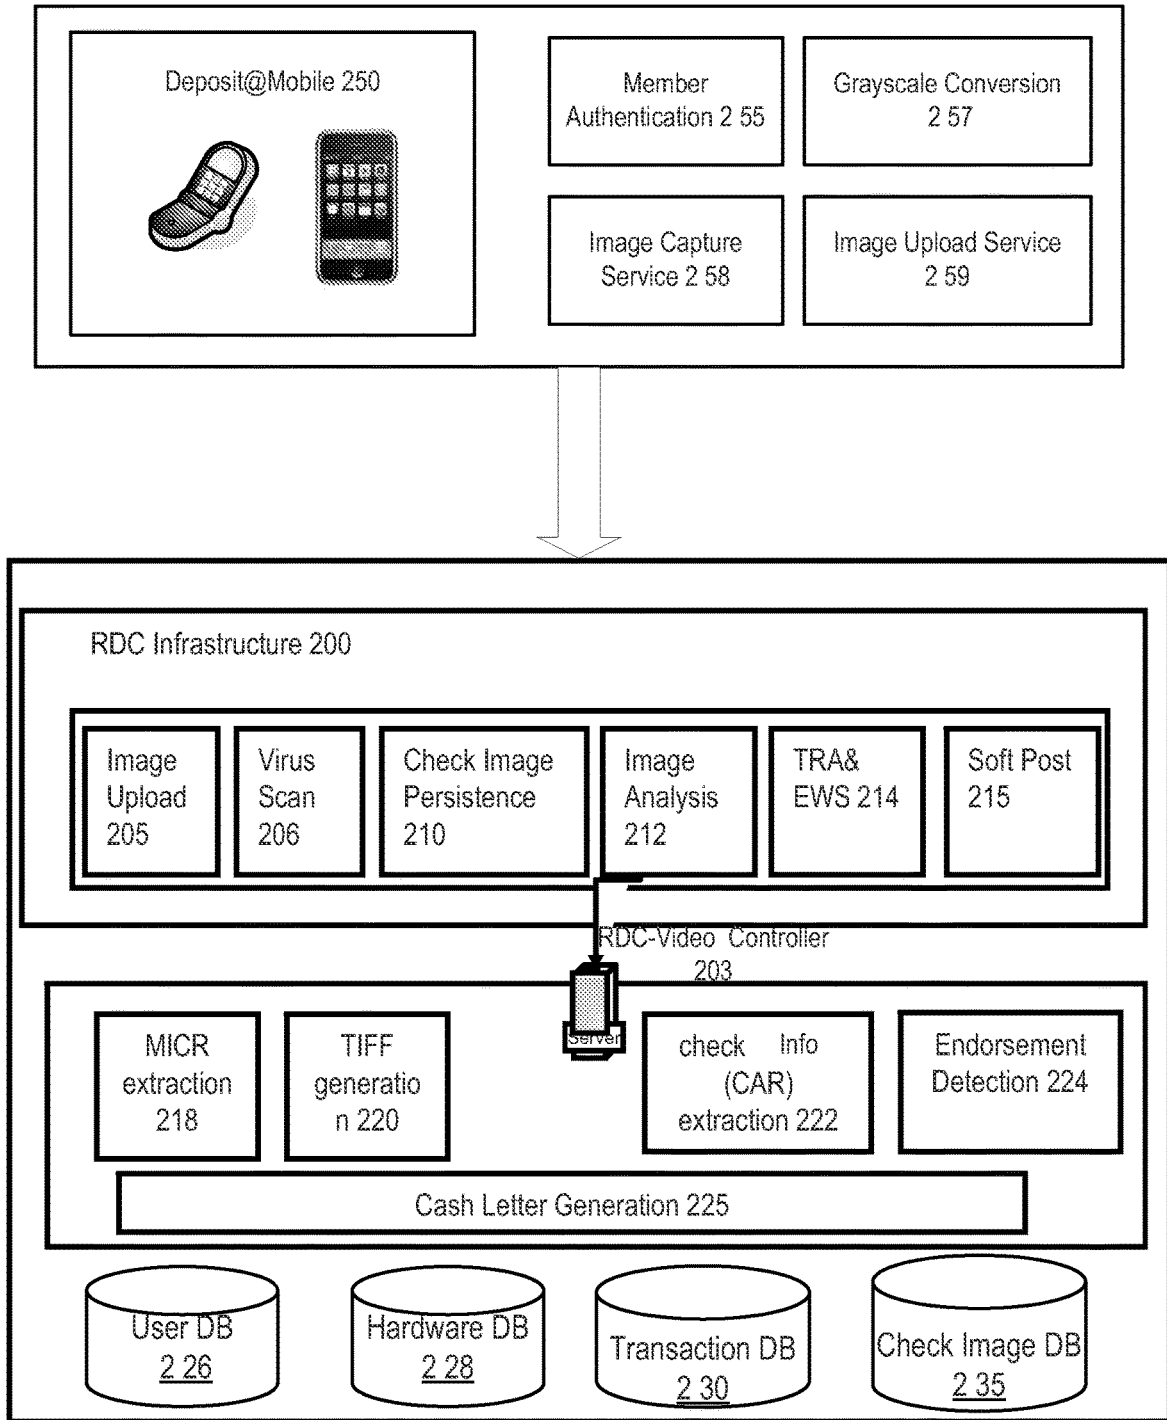 Deposit@Mobile 250
Member
Authentication 2 55
Grayscale Conversion
2 57
Image Capture
Service 2 58
Image Upload Service
2 59
RDC Infrastructure 200
Image
Upload
205
Virus
Scan
206
Check Image
Persistence
210
Image
Analysis
212
TRA&
EWS 214
Soft Post
215
RDC-Video Controller
203
Server
MICR
extraction
218
TIFF
generatio
n 220
check Info
(CAR)
extraction 222
Endorsement
Detection 224
Cash Letter Generation 225
User DB
2 26
Hardware DB
2 28
Transaction DB
2 30
Check Image DB
2 35